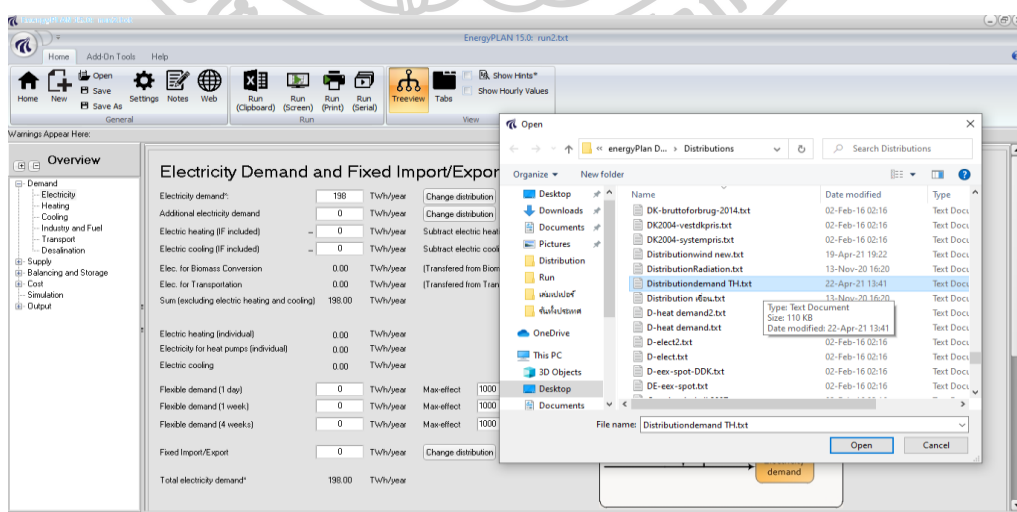 EnergyPLAN 15.0: run2.txt
Home Add-On Tools Help
Home New Open Save Save As Settings Notes Web Run (Clipboard) Run (Screen) Run (Print) Run (Serial) Treeview Tabs Show Hints* Show Hourly Values
General Run View
Warnings Appear Here:
Overview
Demand
Electricity
Heating
Cooling
Industry and Fuel
Transport
Desalination
Supply
Balancing and Storage
Cost
Simulation
Output
Electricity Demand and Fixed Import/Expor
Electricity demand*: 198 TWh/year Change distribution
Additional electricity demand 0 TWh/year Change distribution
Electric heating (IF included) - 0 TWh/year Subtract electric heati
Electric cooling (IF included) - 0 TWh/year Subtract electric cooli
Elec. for Biomass Conversion 0.00 TWh/year (Transfered from Biom
Elec. for Transportation 0.00 TWh/year (Transfered from Tran
Sum (excluding electric heating and cooling) 198.00 TWh/year
Electric heating (individual) 0.00 TWh/year
Electricity for heat pumps (individual) 0.00 TWh/year
Electric cooling 0.00 TWh/year
Flexible demand (1 day) 0 TWh/year Max-effect 1000
Flexible demand (1 week) 0 TWh/year Max-effect 1000
Flexible demand (4 weeks) 0 TWh/year Max-effect 1000
Fixed Import/Export 0 TWh/year Change distribution
Total electricity demand* 198.00 TWh/year
demand
Open
« energyPlan D... › Distributions Search Distributions
Organize New folder
Desktop
Downloads
Documents
Pictures
Distribution
Run
เล่มเปเปอร์
OneDrive
This PC
3D Objects
Desktop
Documents
Name Date modified Type
DK-bruttoforbrug-2014.txt 02-Feb-16 02:16 Text Docu
DK2004-vestdkpris.txt 02-Feb-16 02:16 Text Docu
DK2004-systempris.txt 02-Feb-16 02:16 Text Docu
Distributionwind new.txt 19-Apr-21 19:22 Text Docu
DistributionRadiation.txt 13-Nov-20 16:20 Text Docu
Distributiondemand TH.txt 22-Apr-21 13:41 Text Docu
Distribution เขื่อน.txt 13-Nov-20 16:20 Text Docu
D-heat demand2.txt Text Docu
D-heat demand.txt Text Docu
D-elect2.txt 02-Feb-16 02:16 Text Docu
D-elect.txt 02-Feb-16 02:16 Text Docu
D-eex-spot-DDK.txt 02-Feb-16 02:16 Text Docu
DE-eex-spot.txt 02-Feb-16 02:16 Text Docu
Type: Text Document
Size: 110 KB
Date modified: 22-Apr-21 13:41
File name: Distributiondemand TH.txt
Open Cancel